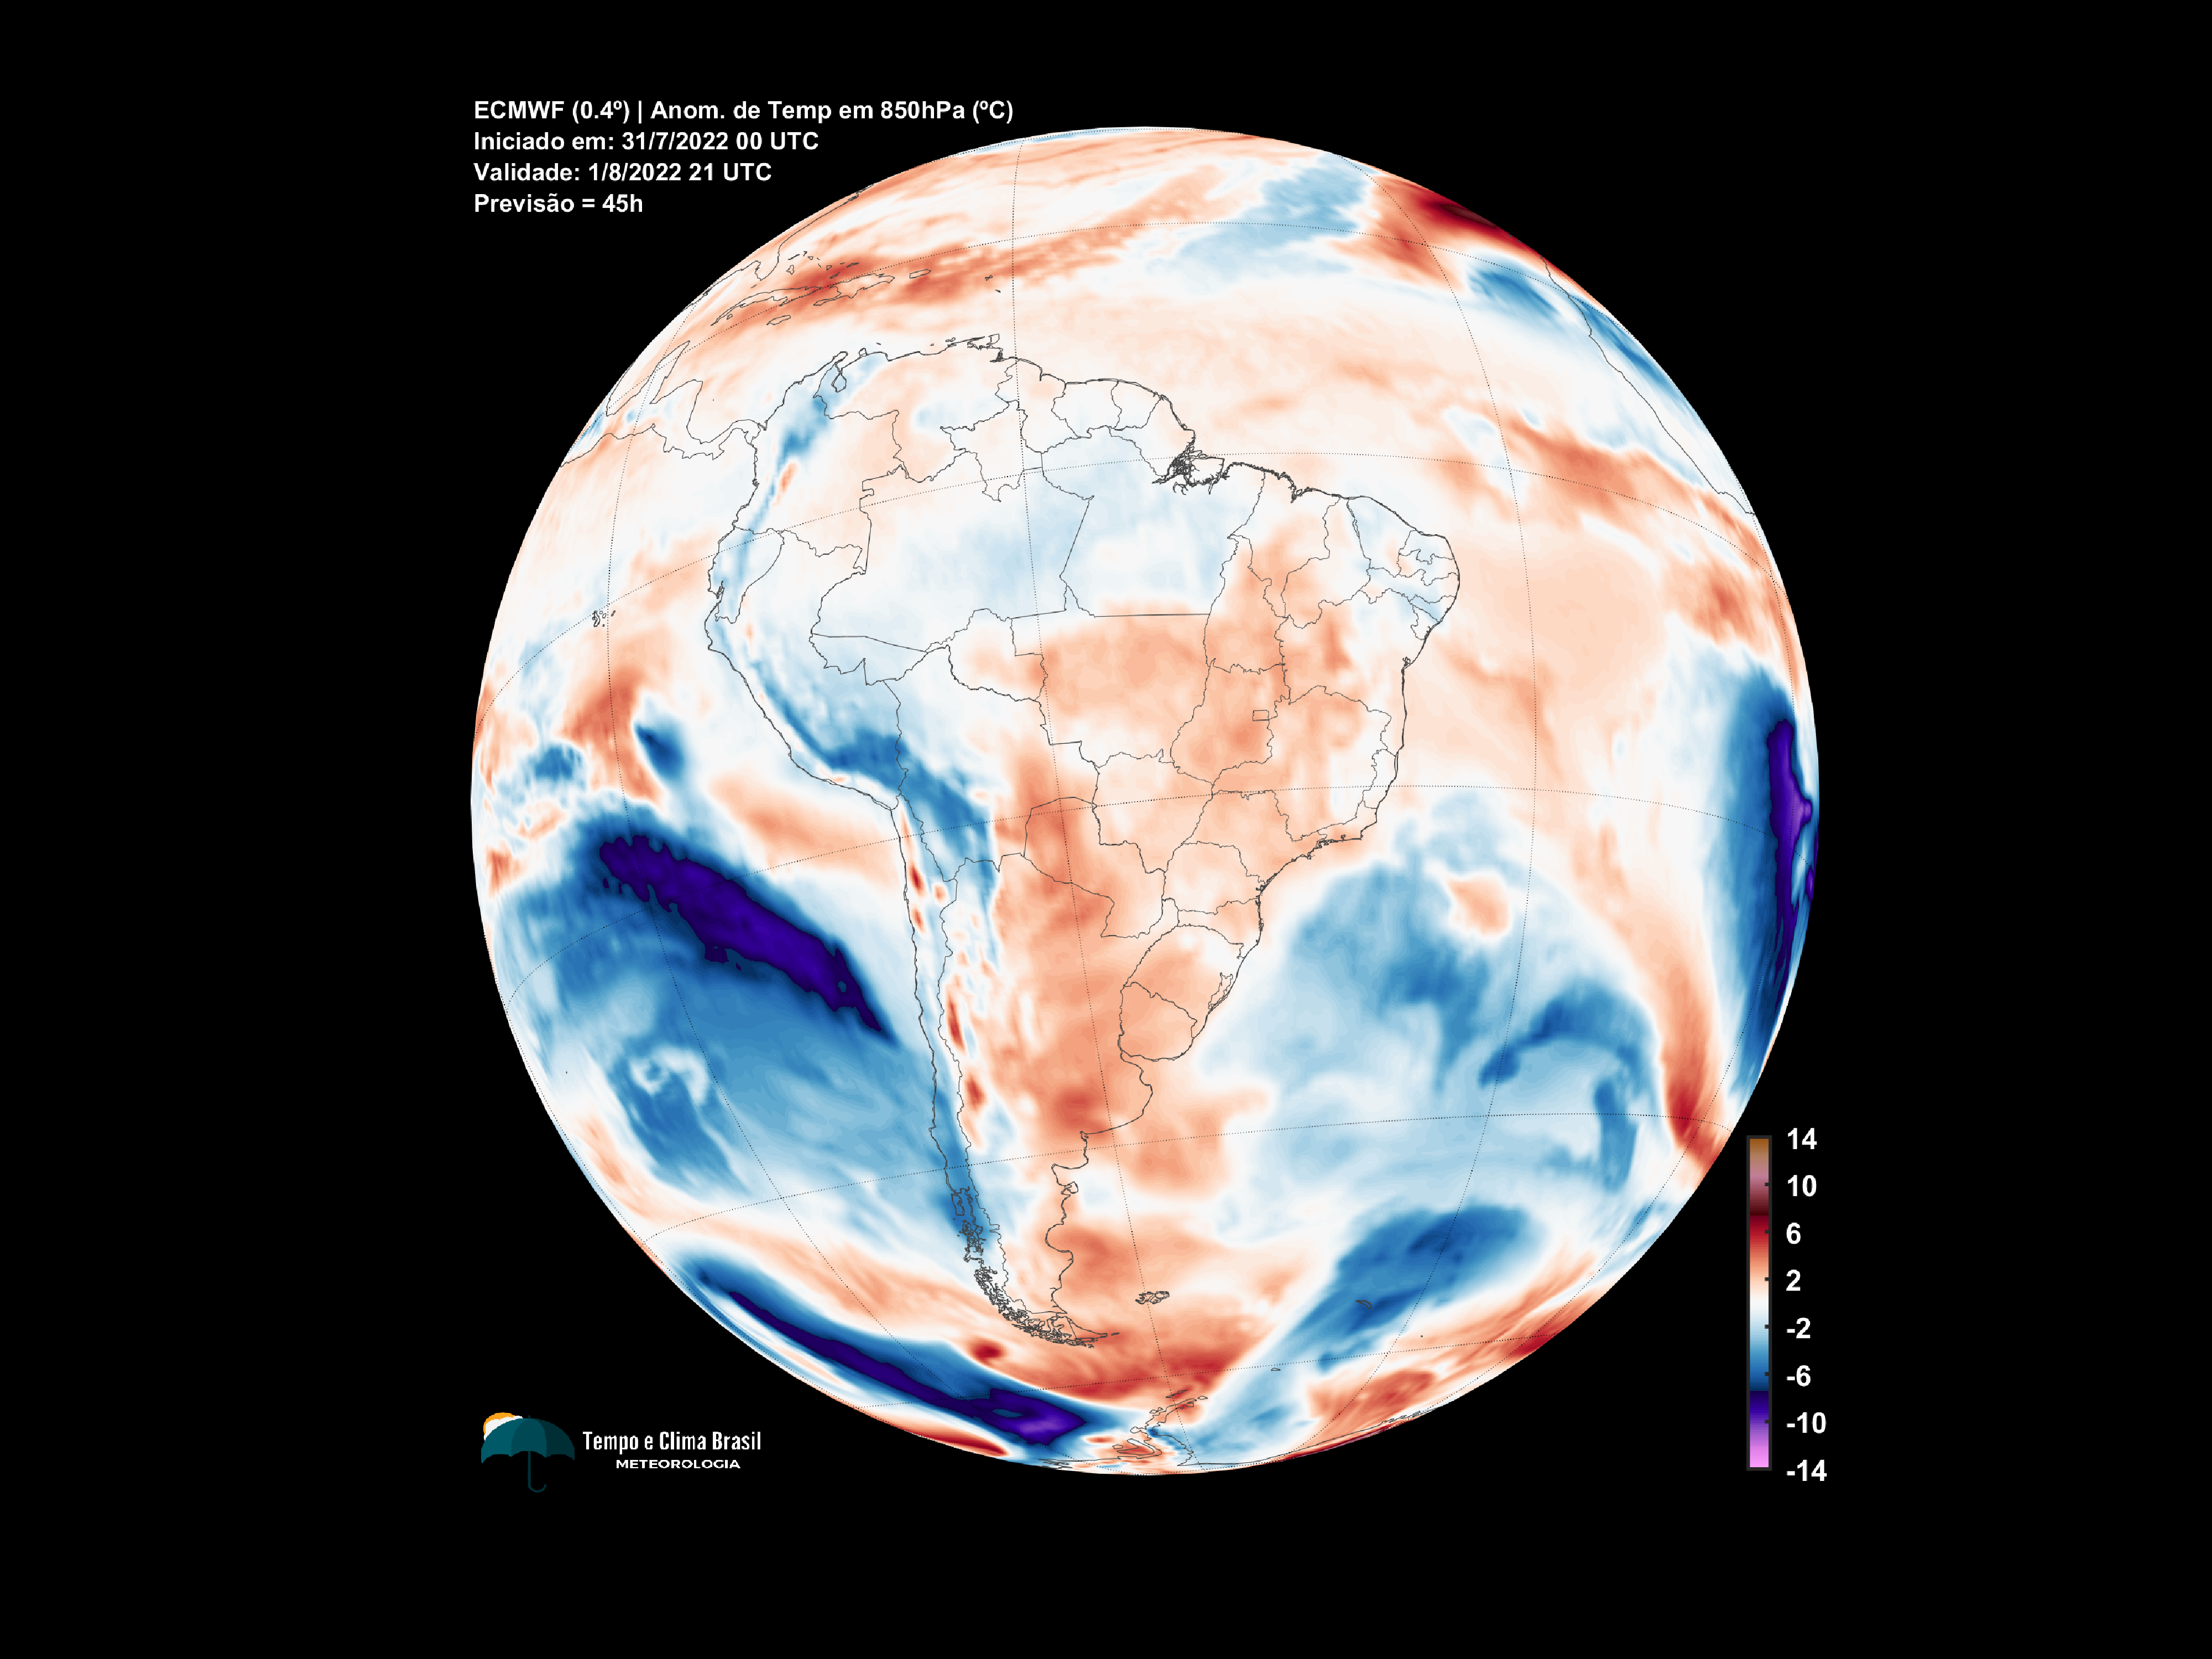 ECMWF (0.4º) | Anom. de Temp em 850hPa (ºC)
Iniciado em: 31/7/2022 00 UTC
Validade: 1/8/2022 21 UTC
Previsão = 45h
14
10
6
2
-2
-6
-10
-14
Tempo e Clima Brasil
METEOROLOGIA